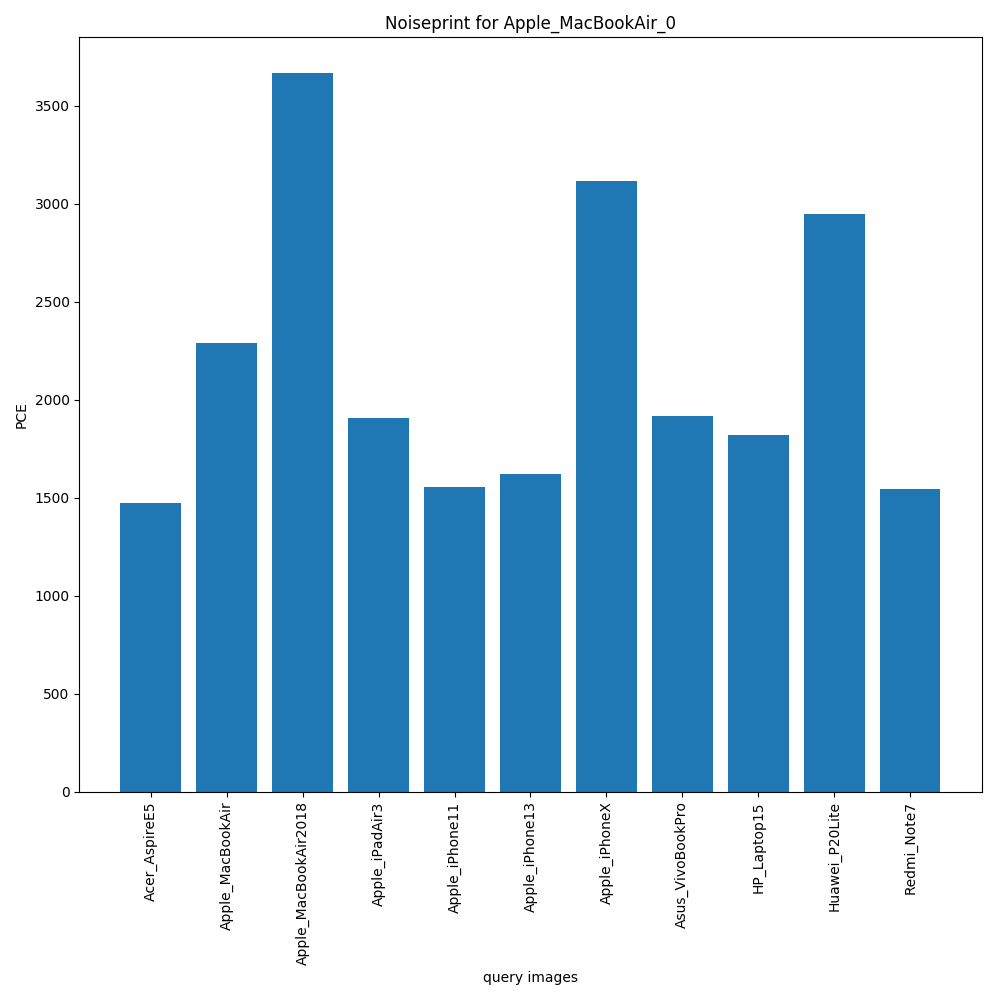 Noiseprint for Apple_MacBookAir_0
PCE
3500
3000
2500
2000
1500
1000
500
0
Acer_AspireE5
Apple_MacBookAir
Apple_MacBookAir2018
Apple_iPadAir3
Apple_iPhone11
Apple_iPhone13
Apple_iPhoneX
Asus_VivoBookPro
HP_Laptop15
Huawei_P20Lite
Redmi_Note7
query images